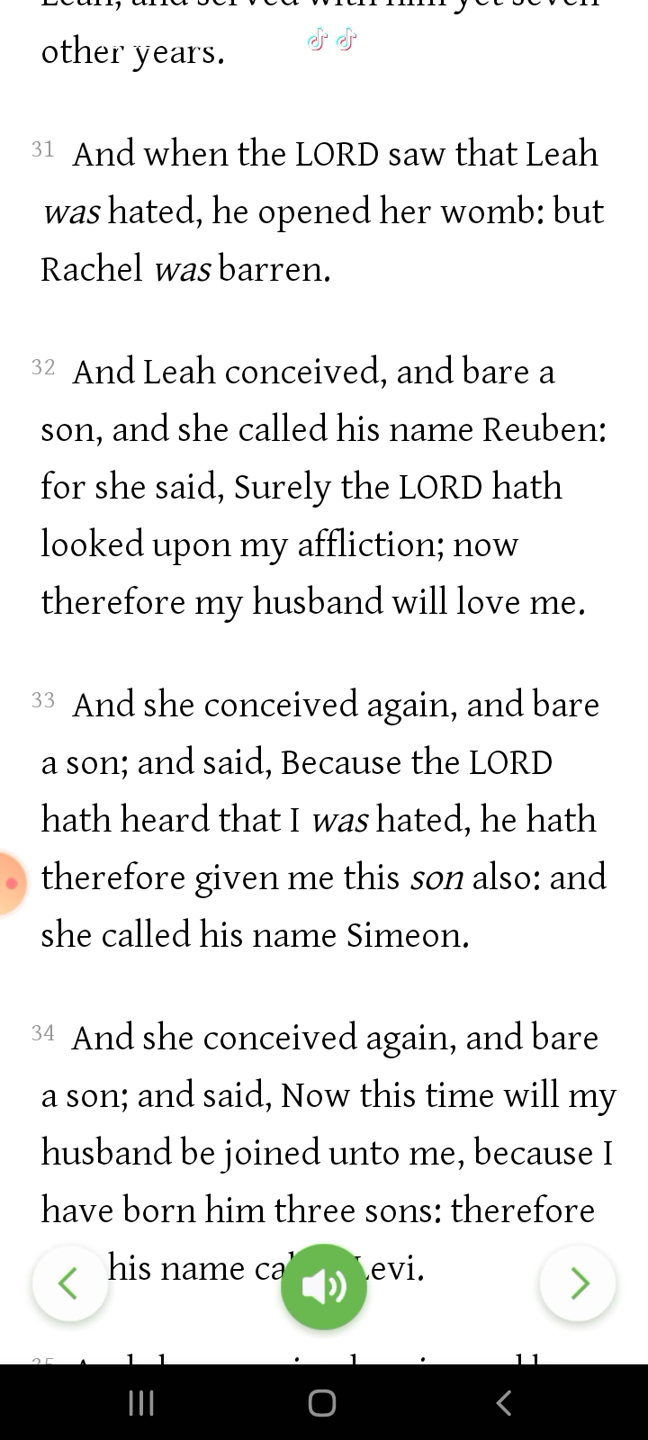 other years.
31 And when the LORD saw that Leah
was hated, he opened her womb: but
Rachel was barren.
32 And Leah conceived, and bare a
son, and she called his name Reuben:
for she said, Surely the LORD hath
looked upon my affliction; now
therefore my husband will love me.
33 And she conceived again, and bare
a son; and said, Because the LORD
hath heard that I was hated, he hath
therefore given me this son also: and
she called his name Simeon.
34 And she conceived again, and bare
a son; and said, Now this time will my
husband be joined unto me, because I
have born him three sons: therefore
his name Levi.